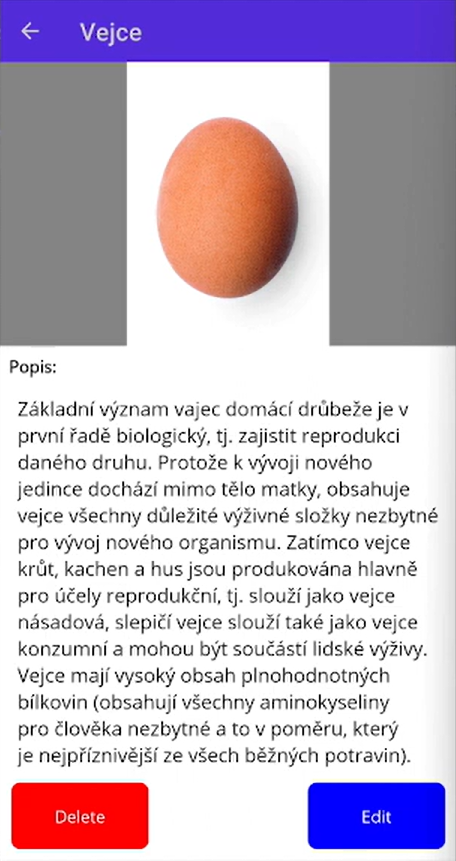 Vejce
Popis:
Základní význam vajec domácí drůbeže je v
první řadě biologický, tj. zajistit reprodukci
daného druhu. Protože k vývoji nového
jedince dochází mimo tělo matky, obsahuje
vejce všechny důležité výživné složky nezbytné
pro vývoj nového organismu. Zatímco vejce
krůt, kachen a hus jsou produkována hlavně
pro účely reprodukční, tj. slouží jako vejce
násadová, slepičí vejce slouží také jako vejce
konzumní a mohou být součástí lidské výživy.
Vejce mají vysoký obsah plnohodnotných
bílkovin (obsahují všechny aminokyseliny
pro člověka nezbytné a to v poměru, který
je nejpříznivější ze všech běžných potravin).
Delete
Edit